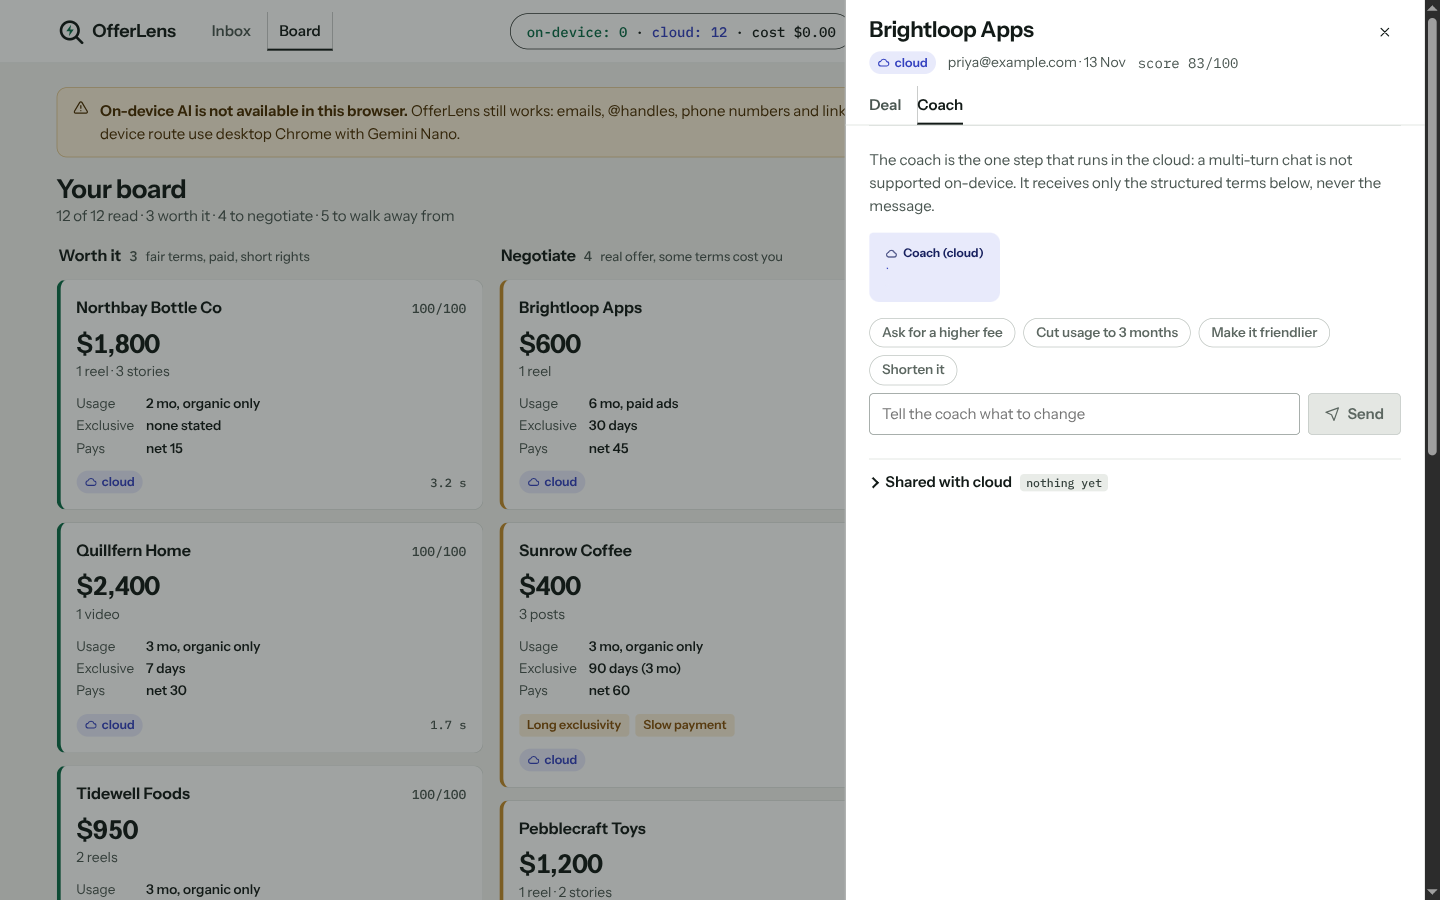 OfferLens
Inbox
Board
on-device: 0 · cloud: 12 · cost $0.00
On-device AI is not available in this browser. OfferLens still works: emails, @handles, phone numbers and link
device route use desktop Chrome with Gemini Nano.
Your board
12 of 12 read · 3 worth it · 4 to negotiate · 5 to walk away from
Worth it 3 fair terms, paid, short rights
Northbay Bottle Co 100/100
$1,800
1 reel · 3 stories
Usage 2 mo, organic only
Exclusive none stated
Pays net 15
cloud 3.2 s
Quillfern Home 100/100
$2,400
1 video
Usage 3 mo, organic only
Exclusive 7 days
Pays net 30
cloud 1.7 s
Tidewell Foods 100/100
$950
2 reels
Usage 3 mo, organic only
Negotiate 4 real offer, some terms cost you
Brightloop Apps
$600
1 reel
Usage 6 mo, paid ads
Exclusive 30 days
Pays net 45
cloud
Sunrow Coffee
$400
3 posts
Usage 3 mo, organic only
Exclusive 90 days (3 mo)
Pays net 60
Long exclusivity Slow payment
cloud
Pebblecraft Toys
$1,200
1 reel · 2 stories
Brightloop Apps
cloud priya@example.com · 13 Nov score 83/100
Deal Coach
The coach is the one step that runs in the cloud: a multi-turn chat is not
supported on-device. It receives only the structured terms below, never the
message.
Coach (cloud)
.
Ask for a higher fee Cut usage to 3 months Make it friendlier
Shorten it
Tell the coach what to change Send
Shared with cloud nothing yet